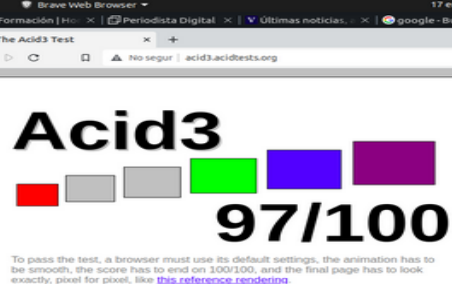 Brave Web Browser
17 e
Formación | Ho
Periodista Digital
Últimas noticias,
google - B
The Acid3 Test
No segur
acid3.acidtests.org
Acid3
97/100
To pass the test, a browser must use its default settings, the animation has to
be smooth, the score has to end on 100/100, and the final page has to look
exactly, pixel for pixel, like this reference rendering.